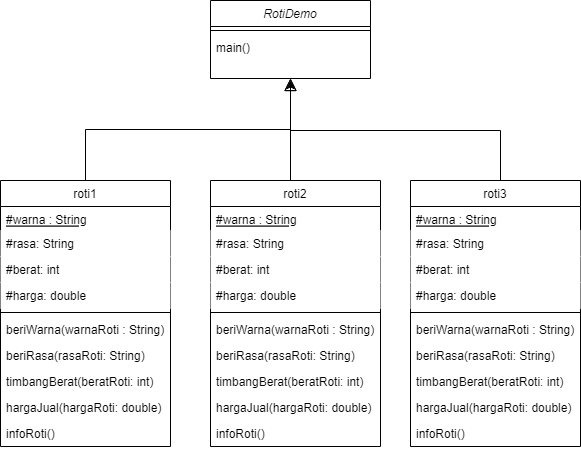 RotiDemo
main()
roti1
#warna : String
#rasa: String
#berat: int
#harga: double
beriWarna(warnaRoti : String)
beriRasa(rasaRoti: String)
timbangBerat(beratRoti: int)
hargaJual(hargaRoti: double)
infoRoti()
roti2
#warna : String
#rasa: String
#berat: int
#harga: double
beriWarna(warnaRoti : String)
beriRasa(rasaRoti: String)
timbangBerat(beratRoti: int)
hargaJual(hargaRoti: double)
infoRoti()
roti3
#warna : String
#rasa: String
#berat: int
#harga: double
beriWarna(warnaRoti : String)
beriRasa(rasaRoti: String)
timbangBerat(beratRoti: int)
hargaJual(hargaRoti: double)
infoRoti()